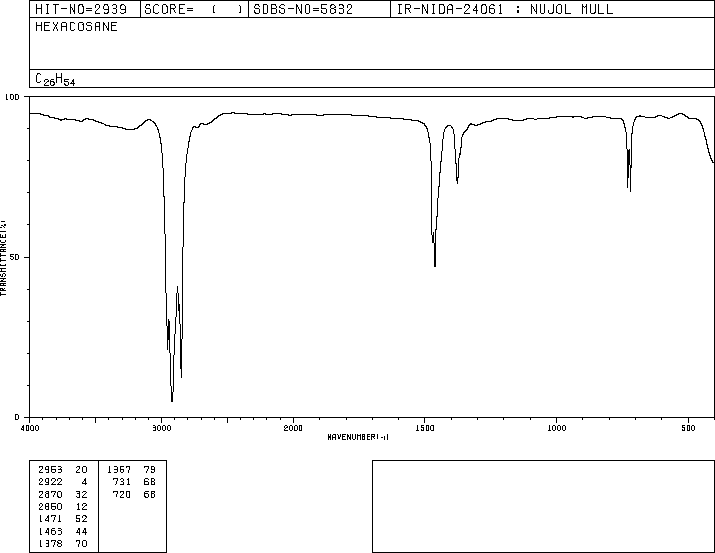 HIT-NO=2939 SCORE= ( ) SDBS-NO=5832 IR-NIDA-24061 : NUJOL MULL
HEXACOSANE
C26H54
100
TRANSMITTANCE(%)
50
0
4000 3000 2000 1500 1000 500
WAVENUMBER(-1)
2963 20 1367 79
2922 4 731 68
2870 32 720 68
2850 12
1471 52
1463 44
1378 70